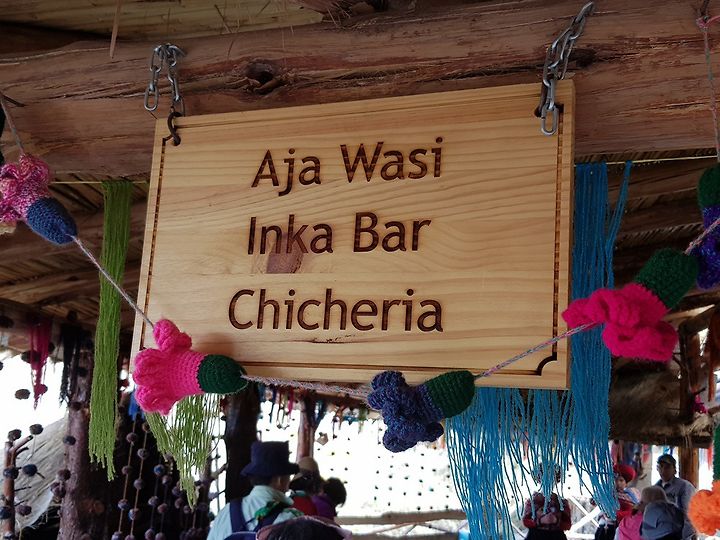 Aja Wasi
Inka Bar
Chicheria